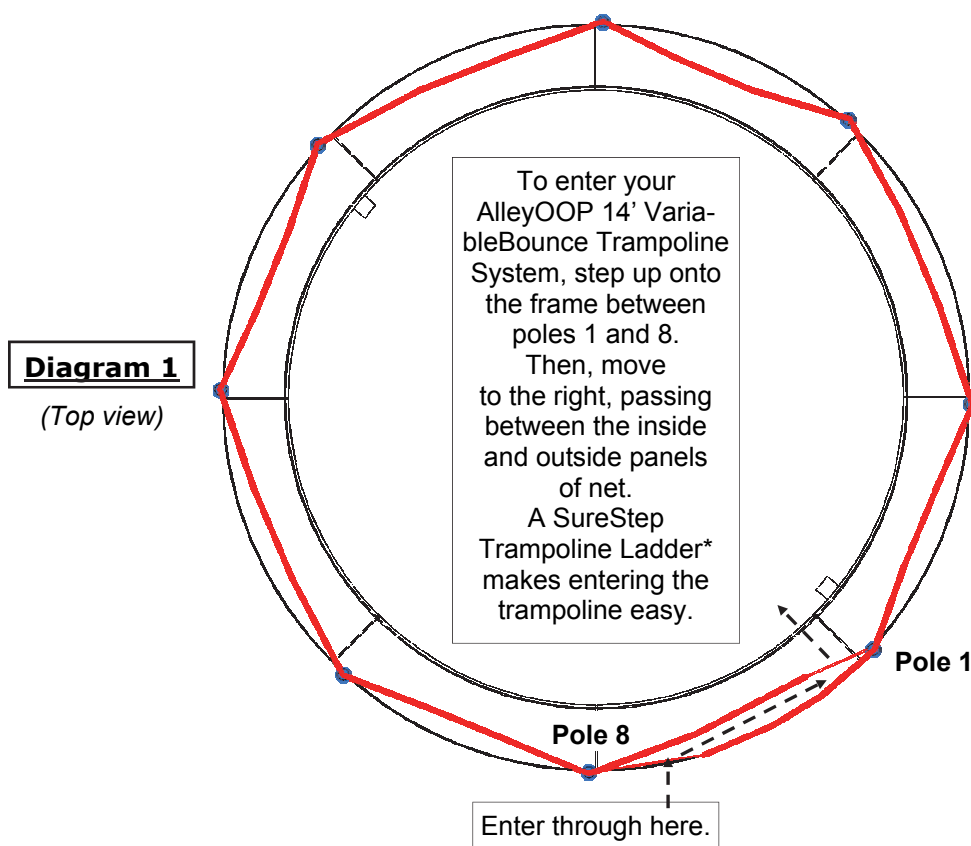 Diagram 1
(Top view)
To enter your
AlleyOOP 14’ Varia-
bleBounce Trampoline
System, step up onto
the frame between
poles 1 and 8.
Then, move
to the right, passing
between the inside
and outside panels
of net.
A SureStep
Trampoline Ladder*
makes entering the
trampoline easy.
Pole 1
Pole 8
Enter through here.